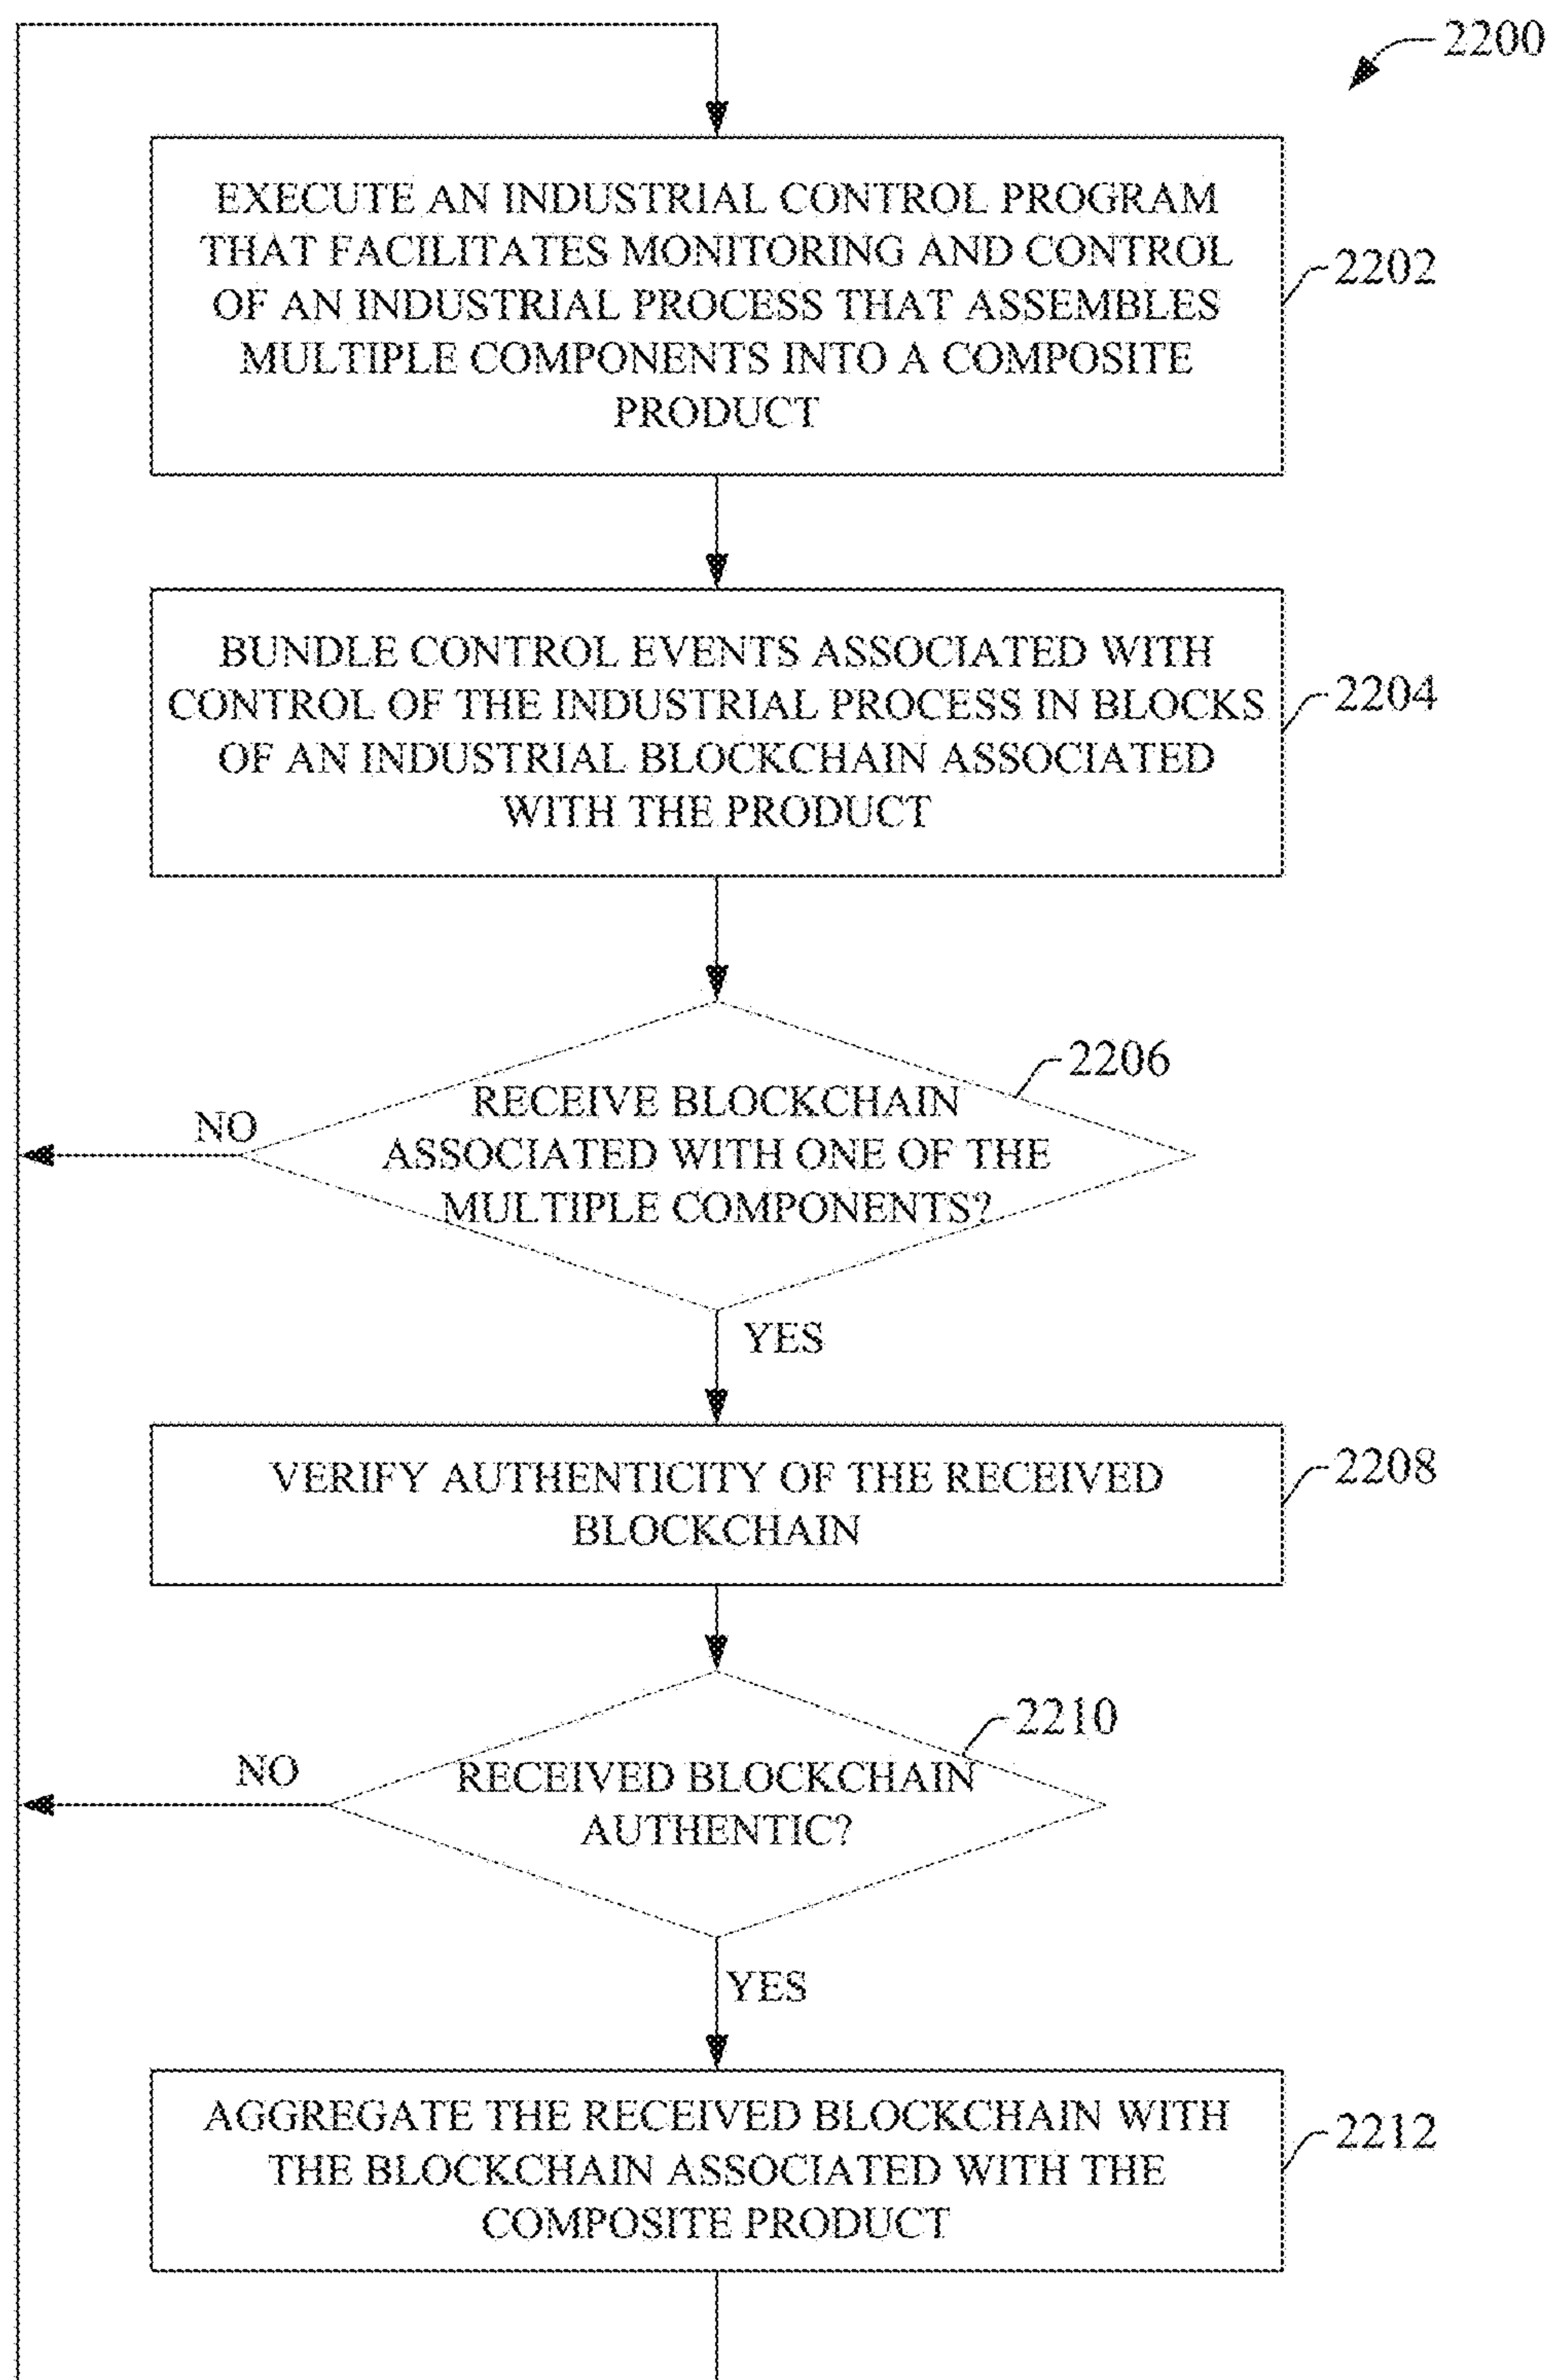 2200
EXECUTE AN INDUSTRIAL CONTROL PROGRAM
THAT FACILITATES MONITORING AND CONTROL
OF AN INDUSTRIAL PROCESS THAT ASSEMBLES
MULTIPLE COMPONENTS INTO A COMPOSITE
PRODUCT
2202
BUNDLE CONTROL EVENTS ASSOCIATED WITH
CONTROL OF THE INDUSTRIAL PROCESS IN BLOCKS
OF AN INDUSTRIAL BLOCKCHAIN ASSOCIATED
WITH THE PRODUCT
2204
2206
RECEIVE BLOCKCHAIN
ASSOCIATED WITH ONE OF THE
MULTIPLE COMPONENTS?
NO
YES
VERIFY AUTHENTICITY OF THE RECEIVED
BLOCKCHAIN
2208
2210
RECEIVED BLOCKCHAIN
AUTHENTIC?
NO
YES
AGGREGATE THE RECEIVED BLOCKCHAIN WITH
THE BLOCKCHAIN ASSOCIATED WITH THE
COMPOSITE PRODUCT
2212